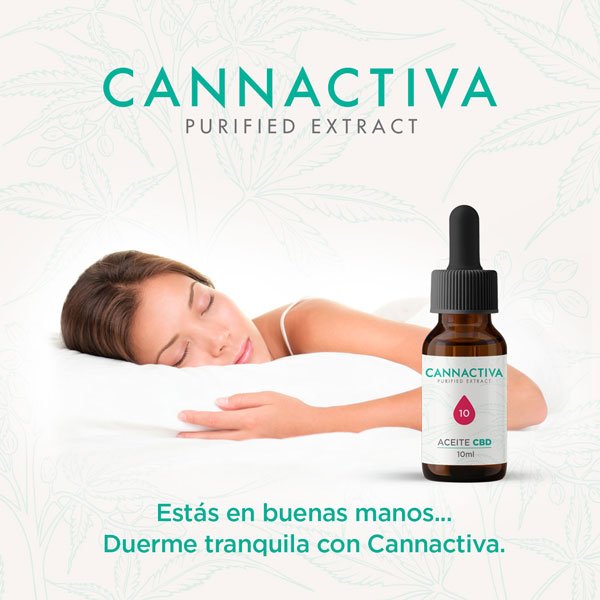 CANNACTIVA
PURIFIED EXTRACT
CANNACTIVA
PURIFIED EXTRACT
10
ACEITE CBD
10ml
Estás en buenas manos...
Duerme tranquila con Cannactiva.